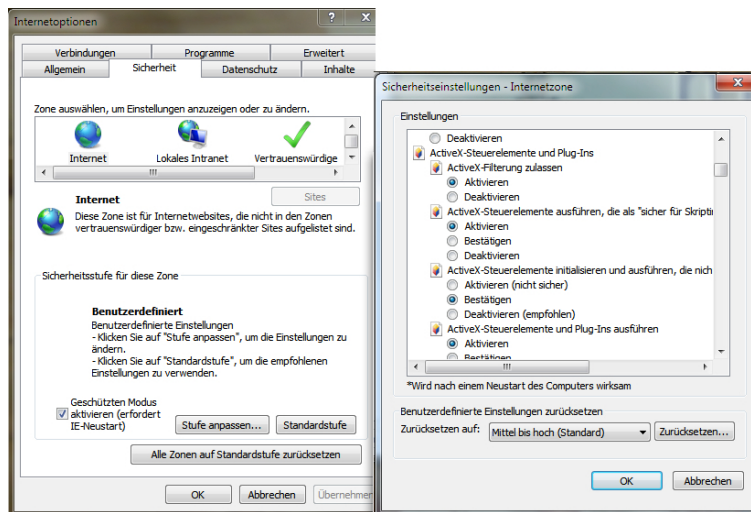 Internetoptionen
Verbindungen Programme Erweitert
Allgemein Sicherheit Datenschutz Inhalte
Zone auswählen, um Einstellungen anzuzeigen oder zu ändern.
Internet Lokales Intranet Vertrauenswürdige
Internet
Sites
Diese Zone ist für Internetwebsites, die nicht in den Zonen
vertrauenswürdiger bzw. eingeschränkter Sites aufgelistet sind.
Sicherheitsstufe für diese Zone
Benutzerdefiniert
Benutzerdefinierte Einstellungen
- Klicken Sie auf "Stufe anpassen", um die Einstellungen zu
ändern.
- Klicken Sie auf "Standardstufe", um die empfohlenen
Einstellungen zu verwenden.
Geschützten Modus
aktivieren (erfordert
IE-Neustart)
Stufe anpassen... Standardstufe
Alle Zonen auf Standardstufe zurücksetzen
OK Abbrechen Übernehmen
Sicherheitseinstellungen - Internetzone
Einstellungen
Deaktivieren
ActiveX-Steuerelemente und Plug-Ins
ActiveX-Filterung zulassen
Aktivieren
Deaktivieren
ActiveX-Steuerelemente ausführen, die als "sicher für Skriptin
Aktivieren
Bestätigen
Deaktivieren
ActiveX-Steuerelemente initialisieren und ausführen, die nich
Aktivieren (nicht sicher)
Bestätigen
Deaktivieren (empfohlen)
ActiveX-Steuerelemente und Plug-Ins ausführen
Aktivieren
Bestätigen
*Wird nach einem Neustart des Computers wirksam
Benutzerdefinierte Einstellungen zurücksetzen
Zurücksetzen auf: Mittel bis hoch (Standard) Zurücksetzen...
OK Abbrechen